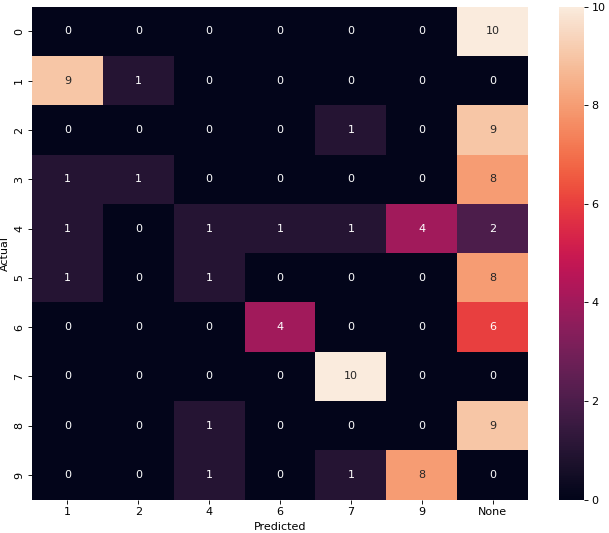 0 0 0 0 0 0 0 10
1 9 1 0 0 0 0 0
2 0 0 0 0 1 0 9
3 1 1 0 0 0 0 8
4 1 0 1 1 1 4 2
5 1 0 1 0 0 0 8
6 0 0 0 4 0 0 6
7 0 0 0 0 10 0 0
8 0 0 1 0 0 0 9
9 0 0 1 0 1 8 0
1 2 4 6 7 9 None
Predicted
Actual
10
8
6
4
2
0